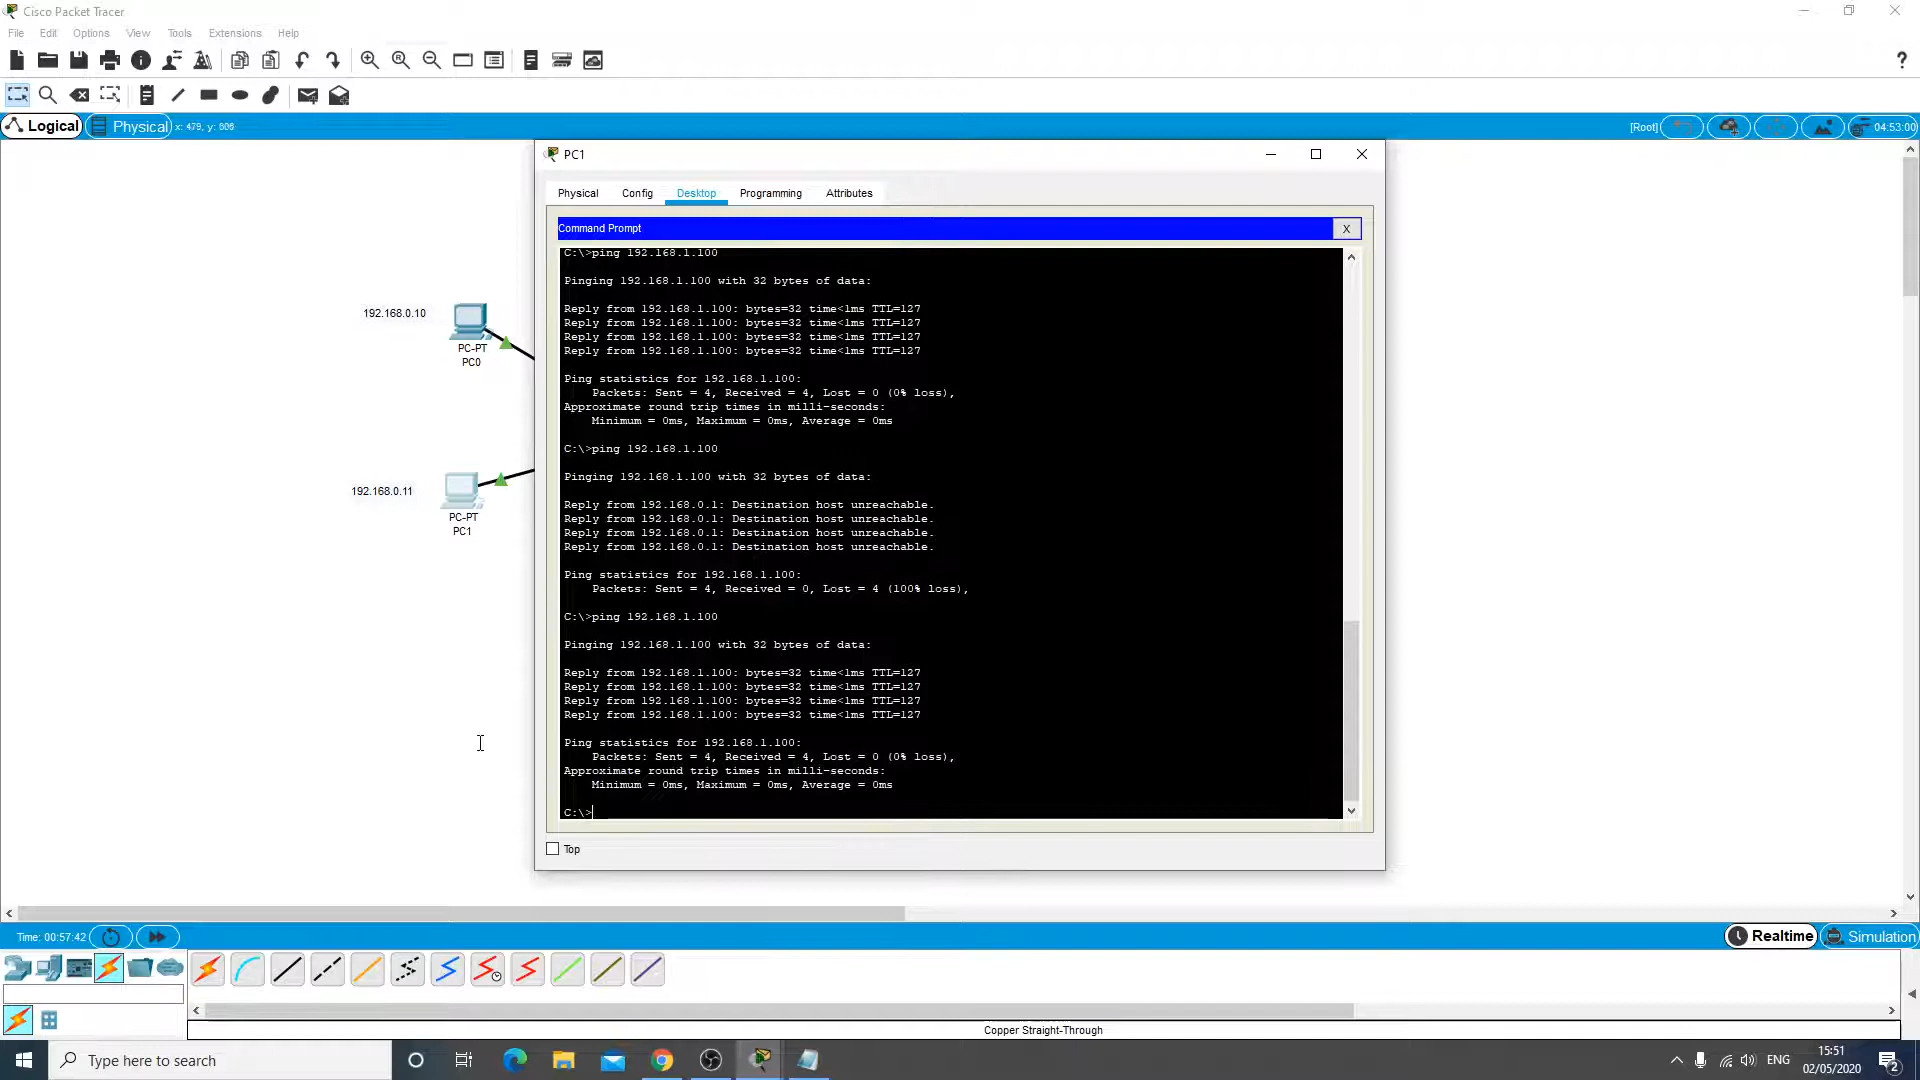 Cisco Packet Tracer
File Edit Options View Tools Extensions Help
?
Logical Physical x: 479, y: 806 [Root] 04:53:00
PC1
Physical Config Desktop Programming Attributes
Command Prompt X
C:\>ping 192.168.1.100
Pinging 192.168.1.100 with 32 bytes of data:
Reply from 192.168.1.100: bytes=32 time<1ms TTL=127
Reply from 192.168.1.100: bytes=32 time<1ms TTL=127
Reply from 192.168.1.100: bytes=32 time<1ms TTL=127
Reply from 192.168.1.100: bytes=32 time<1ms TTL=127
Ping statistics for 192.168.1.100:
Packets: Sent = 4, Received = 4, Lost = 0 (0% loss),
Approximate round trip times in milli-seconds:
Minimum = 0ms, Maximum = 0ms, Average = 0ms
C:\>ping 192.168.1.100
Pinging 192.168.1.100 with 32 bytes of data:
Reply from 192.168.0.1: Destination host unreachable.
Reply from 192.168.0.1: Destination host unreachable.
Reply from 192.168.0.1: Destination host unreachable.
Reply from 192.168.0.1: Destination host unreachable.
Ping statistics for 192.168.1.100:
Packets: Sent = 4, Received = 0, Lost = 4 (100% loss),
C:\>ping 192.168.1.100
Pinging 192.168.1.100 with 32 bytes of data:
Reply from 192.168.1.100: bytes=32 time<1ms TTL=127
Reply from 192.168.1.100: bytes=32 time<1ms TTL=127
Reply from 192.168.1.100: bytes=32 time<1ms TTL=127
Reply from 192.168.1.100: bytes=32 time<1ms TTL=127
Ping statistics for 192.168.1.100:
Packets: Sent = 4, Received = 4, Lost = 0 (0% loss),
Approximate round trip times in milli-seconds:
Minimum = 0ms, Maximum = 0ms, Average = 0ms
C:\>
Top
192.168.0.10
PC-PT
PC0
192.168.0.11
PC-PT
PC1
Time: 00:57:42 Realtime Simulation
Copper Straight-Through
Type here to search
ENG
15:51
02/05/2020
2